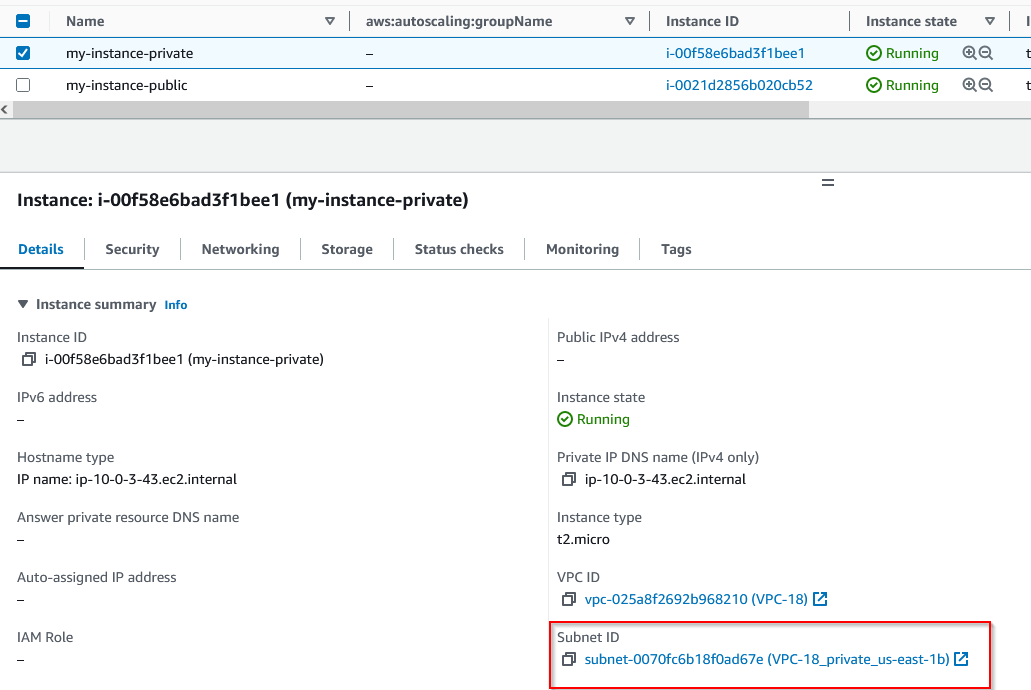 Name aws:autoscaling:groupName Instance ID Instance state I
my-instance-private – i-00f58e6bad3f1bee1 Running t
my-instance-public – i-0021d2856b020cb52 Running t
Instance: i-00f58e6bad3f1bee1 (my-instance-private)
Details Security Networking Storage Status checks Monitoring Tags
Instance summary Info
Instance ID
i-00f58e6bad3f1bee1 (my-instance-private)
Public IPv4 address
–
IPv6 address
–
Instance state
Running
Hostname type
IP name: ip-10-0-3-43.ec2.internal
Private IP DNS name (IPv4 only)
ip-10-0-3-43.ec2.internal
Answer private resource DNS name
–
Instance type
t2.micro
Auto-assigned IP address
–
VPC ID
vpc-025a8f2692b968210 (VPC-18)
IAM Role
–
Subnet ID
subnet-0070fc6b18f0ad67e (VPC-18_private_us-east-1b)